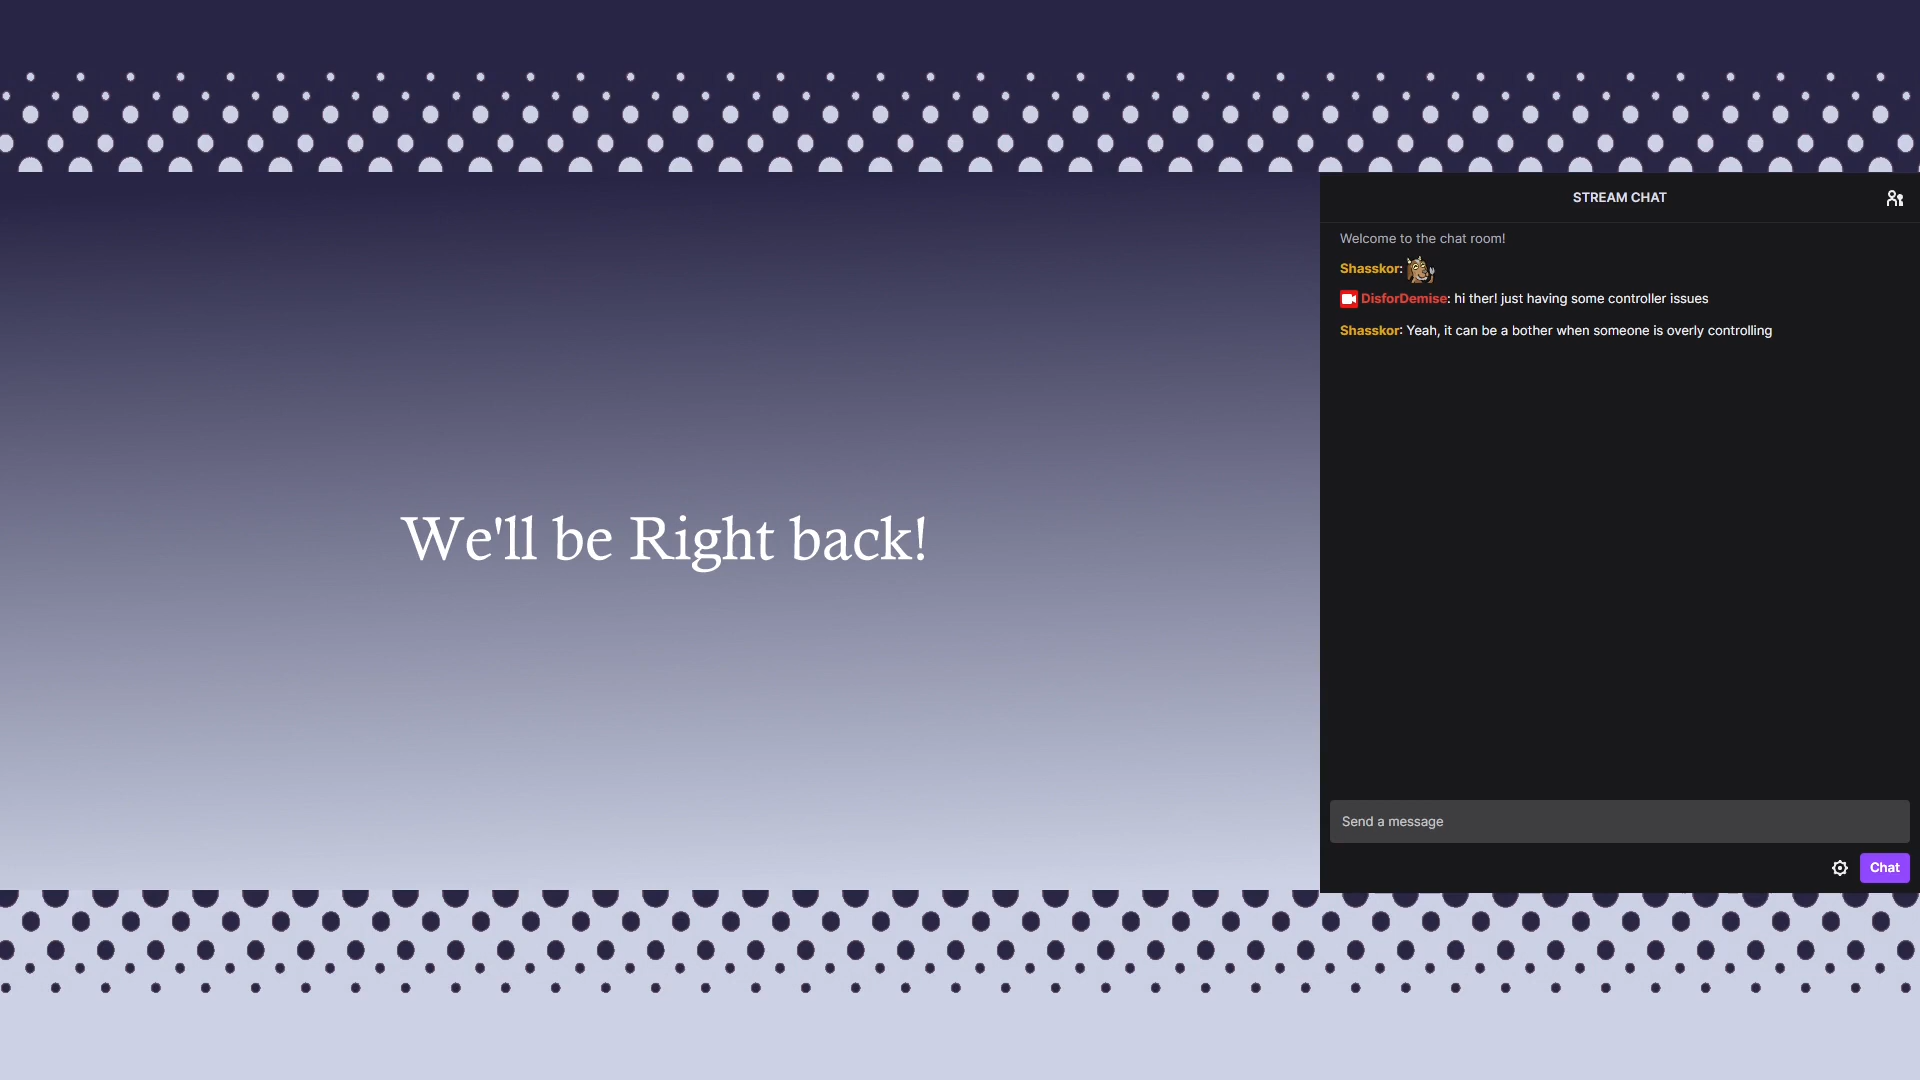 STREAM CHAT
Welcome to the chat room!
Shasskor:
DisforDemise: hi ther! just having some controller issues
Shasskor: Yeah, it can be a bother when someone is overly controlling
We'll be Right back!
Send a message
Chat